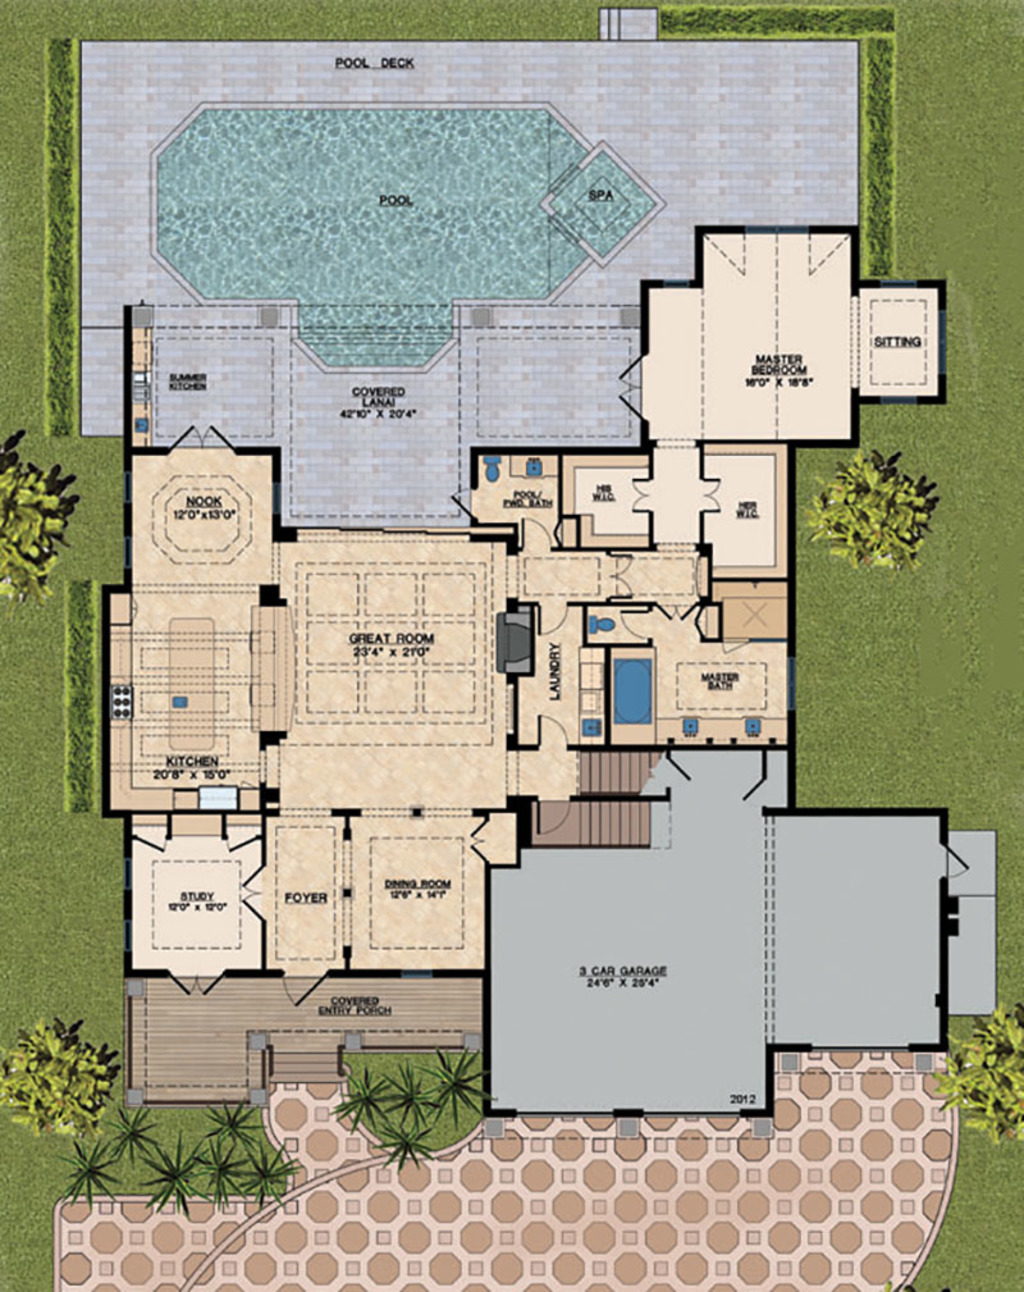 POOL DECK
POOL
SPA
SITTING
MASTER
BEDROOM
16'0" X 18'8"
SUMMER
KITCHEN
COVERED
LANAI
42'10" X 20'4"
NOOK
12'0"x13'0"
POOL/
PWD. BATH
HIS
W.I.C.
HER
W.I.C.
GREAT ROOM
23'4" x 21'0"
LAUNDRY
MASTER
BATH
KITCHEN
20'8" X 15'0"
STUDY
12'0" x 12'0"
FOYER
DINING ROOM
12'6" x 14'1"
3 CAR GARAGE
24'6" X 25'4"
COVERED
ENTRY PORCH
2012